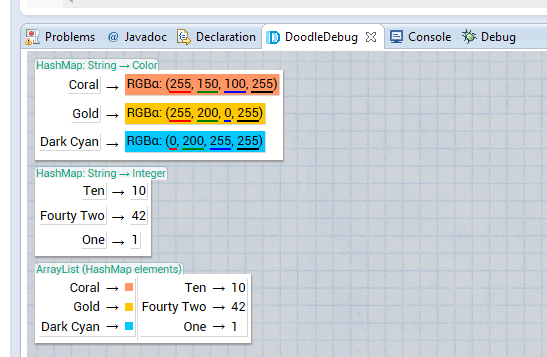 Problems @ Javadoc Declaration DoodleDebug Console Debug
HashMap: String → Color
Coral → RGBα: (255, 150, 100, 255)
Gold → RGBα: (255, 200, 0, 255)
Dark Cyan → RGBα: (0, 200, 255, 255)
HashMap: String → Integer
Ten → 10
Fourty Two → 42
One → 1
ArrayList (HashMap elements)
Coral → Ten → 10
Gold → Fourty Two → 42
Dark Cyan → One → 1